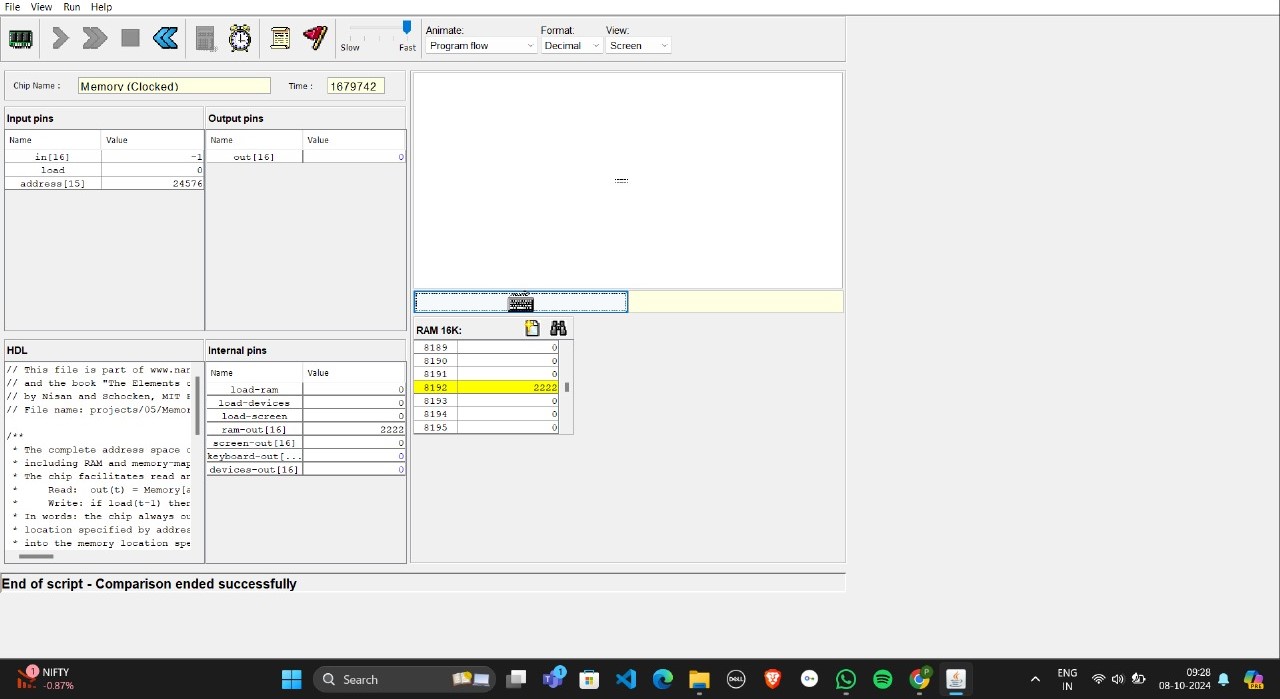 File View Run Help
Slow Fast
Animate:
Program flow
Format:
Decimal
View:
Screen
Chip Name : Memory (Clocked) Time : 1679742
Input pins
Name Value
in[16] -1
load 0
address[15] 24576
Output pins
Name Value
out[16] 0
HDL
// This file is part of www.nan
// and the book "The Elements o
// by Nisan and Schocken, MIT P
// File name: projects/05/Memor
/**
* The complete address space o
* including RAM and memory-map
* The chip facilitates read an
* Read: out(t) = Memory[a
* Write: if load(t-1) then
* In words: the chip always ou
* location specified by addres
* into the memory location spe
Internal pins
Name Value
load-ram 0
load-devices 0
load-screen 0
ram-out[16] 2222
screen-out[16] 0
keyboard-out[... 0
devices-out[16] 0
RAM 16K:
8189 0
8190 0
8191 0
8192 2222
8193 0
8194 0
8195 0
End of script - Comparison ended successfully
1
NIFTY
-0.87%
Search
1
DELL
P
ENG
IN
09:28
08-10-2024
PRE